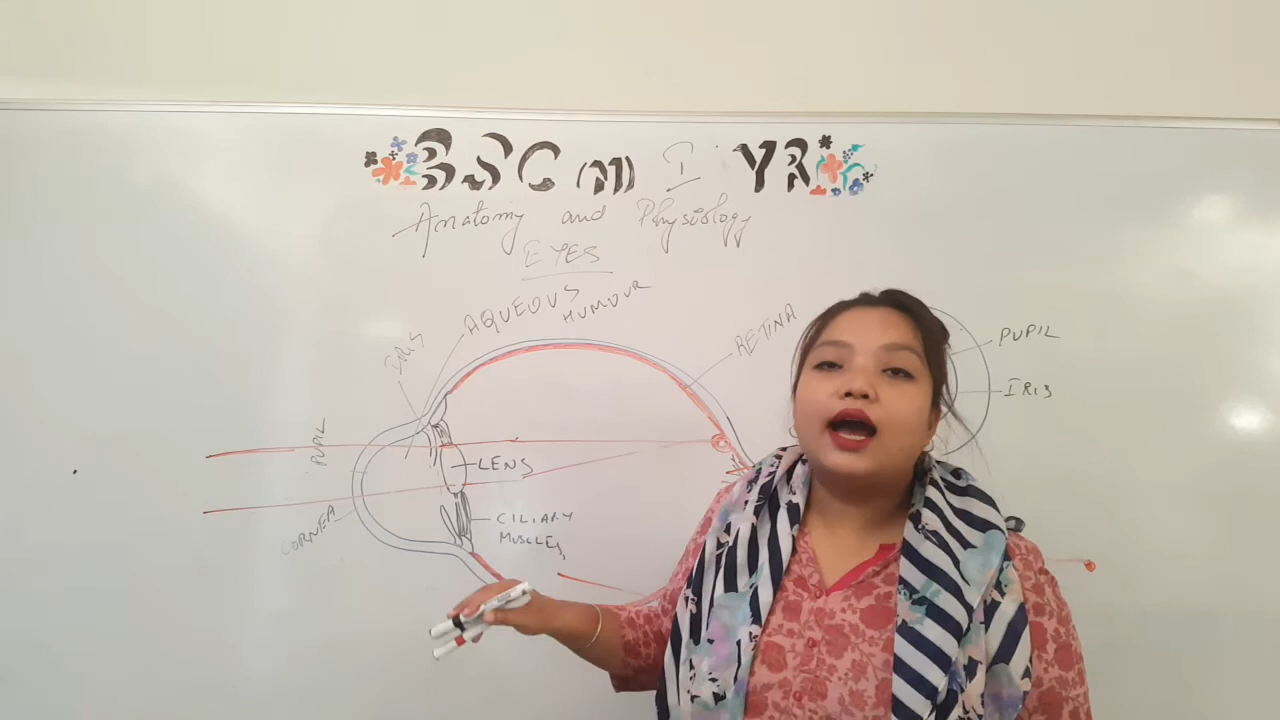 BSC (N) I YR
Anatomy and Physiology
EYES
AQUEOUS
HUMOUR
IRIS
RETINA
PUPIL
IRIS
PUPIL
LENS
CORNEA
CILIARY
MUSCLES